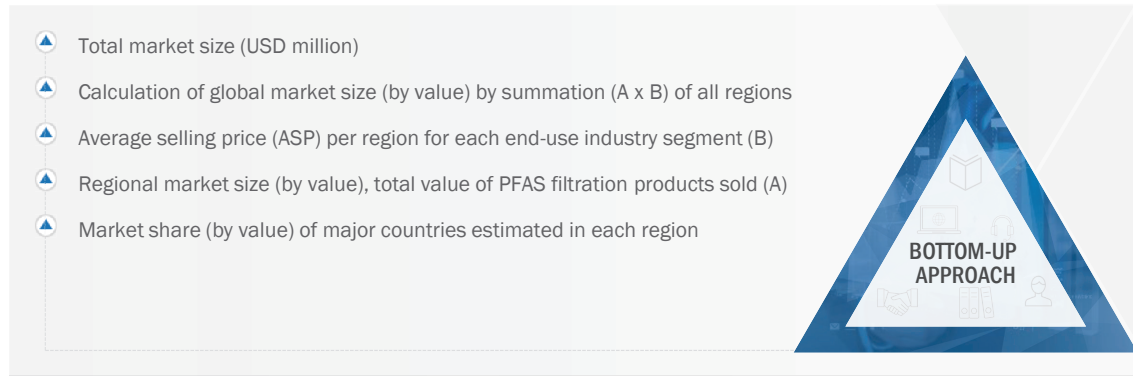 Total market size (USD million)
Calculation of global market size (by value) by summation (A x B) of all regions
Average selling price (ASP) per region for each end-use industry segment (B)
Regional market size (by value), total value of PFAS filtration products sold (A)
Market share (by value) of major countries estimated in each region
BOTTOM-UP
APPROACH